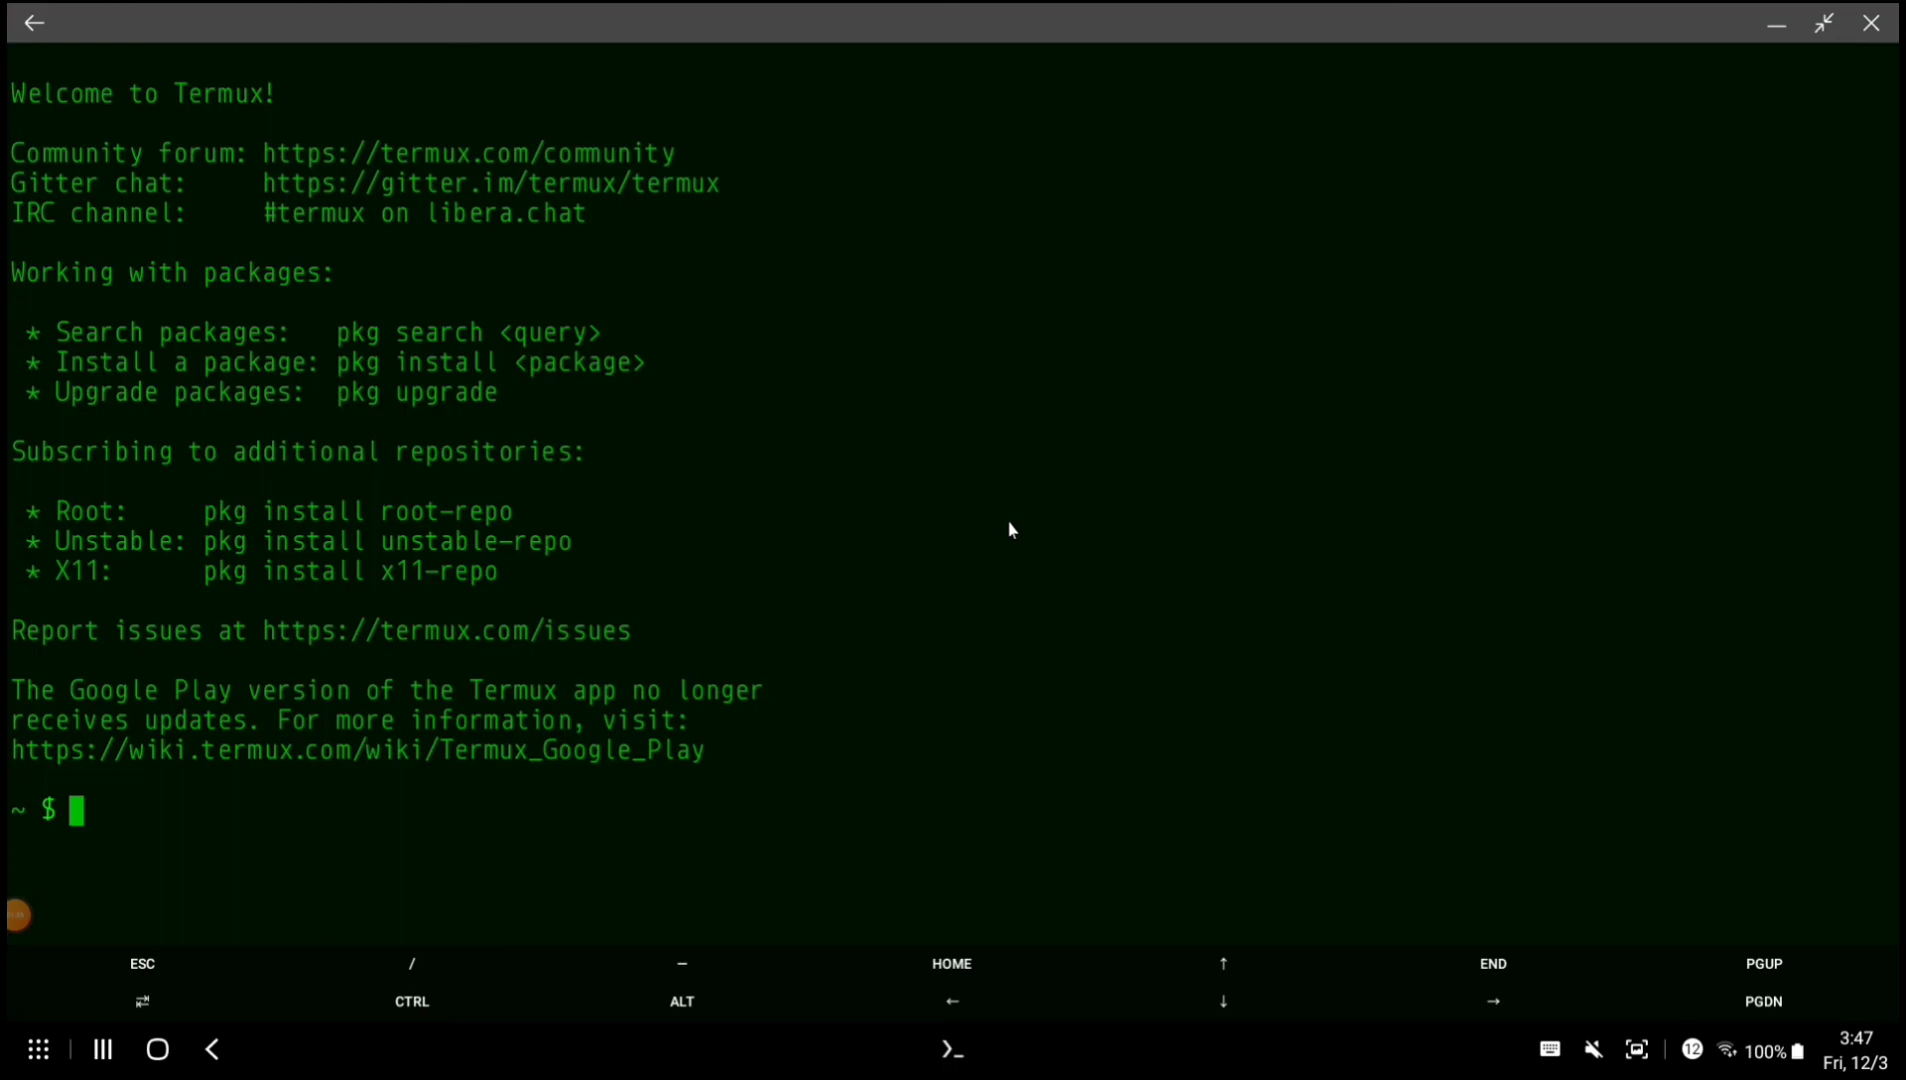 Welcome to Termux!
Community forum: https://termux.com/community
Gitter chat: https://gitter.im/termux/termux
IRC channel: #termux on libera.chat
Working with packages:
* Search packages: pkg search <query>
* Install a package: pkg install <package>
* Upgrade packages: pkg upgrade
Subscribing to additional repositories:
* Root: pkg install root-repo
* Unstable: pkg install unstable-repo
* X11: pkg install x11-repo
Report issues at https://termux.com/issues
The Google Play version of the Termux app no longer
receives updates. For more information, visit:
https://wiki.termux.com/wiki/Termux_Google_Play
~ $
ESC / — HOME ↑ END PGUP
CTRL ALT ← ↓ → PGDN
12 100% 3:47
Fri, 12/3